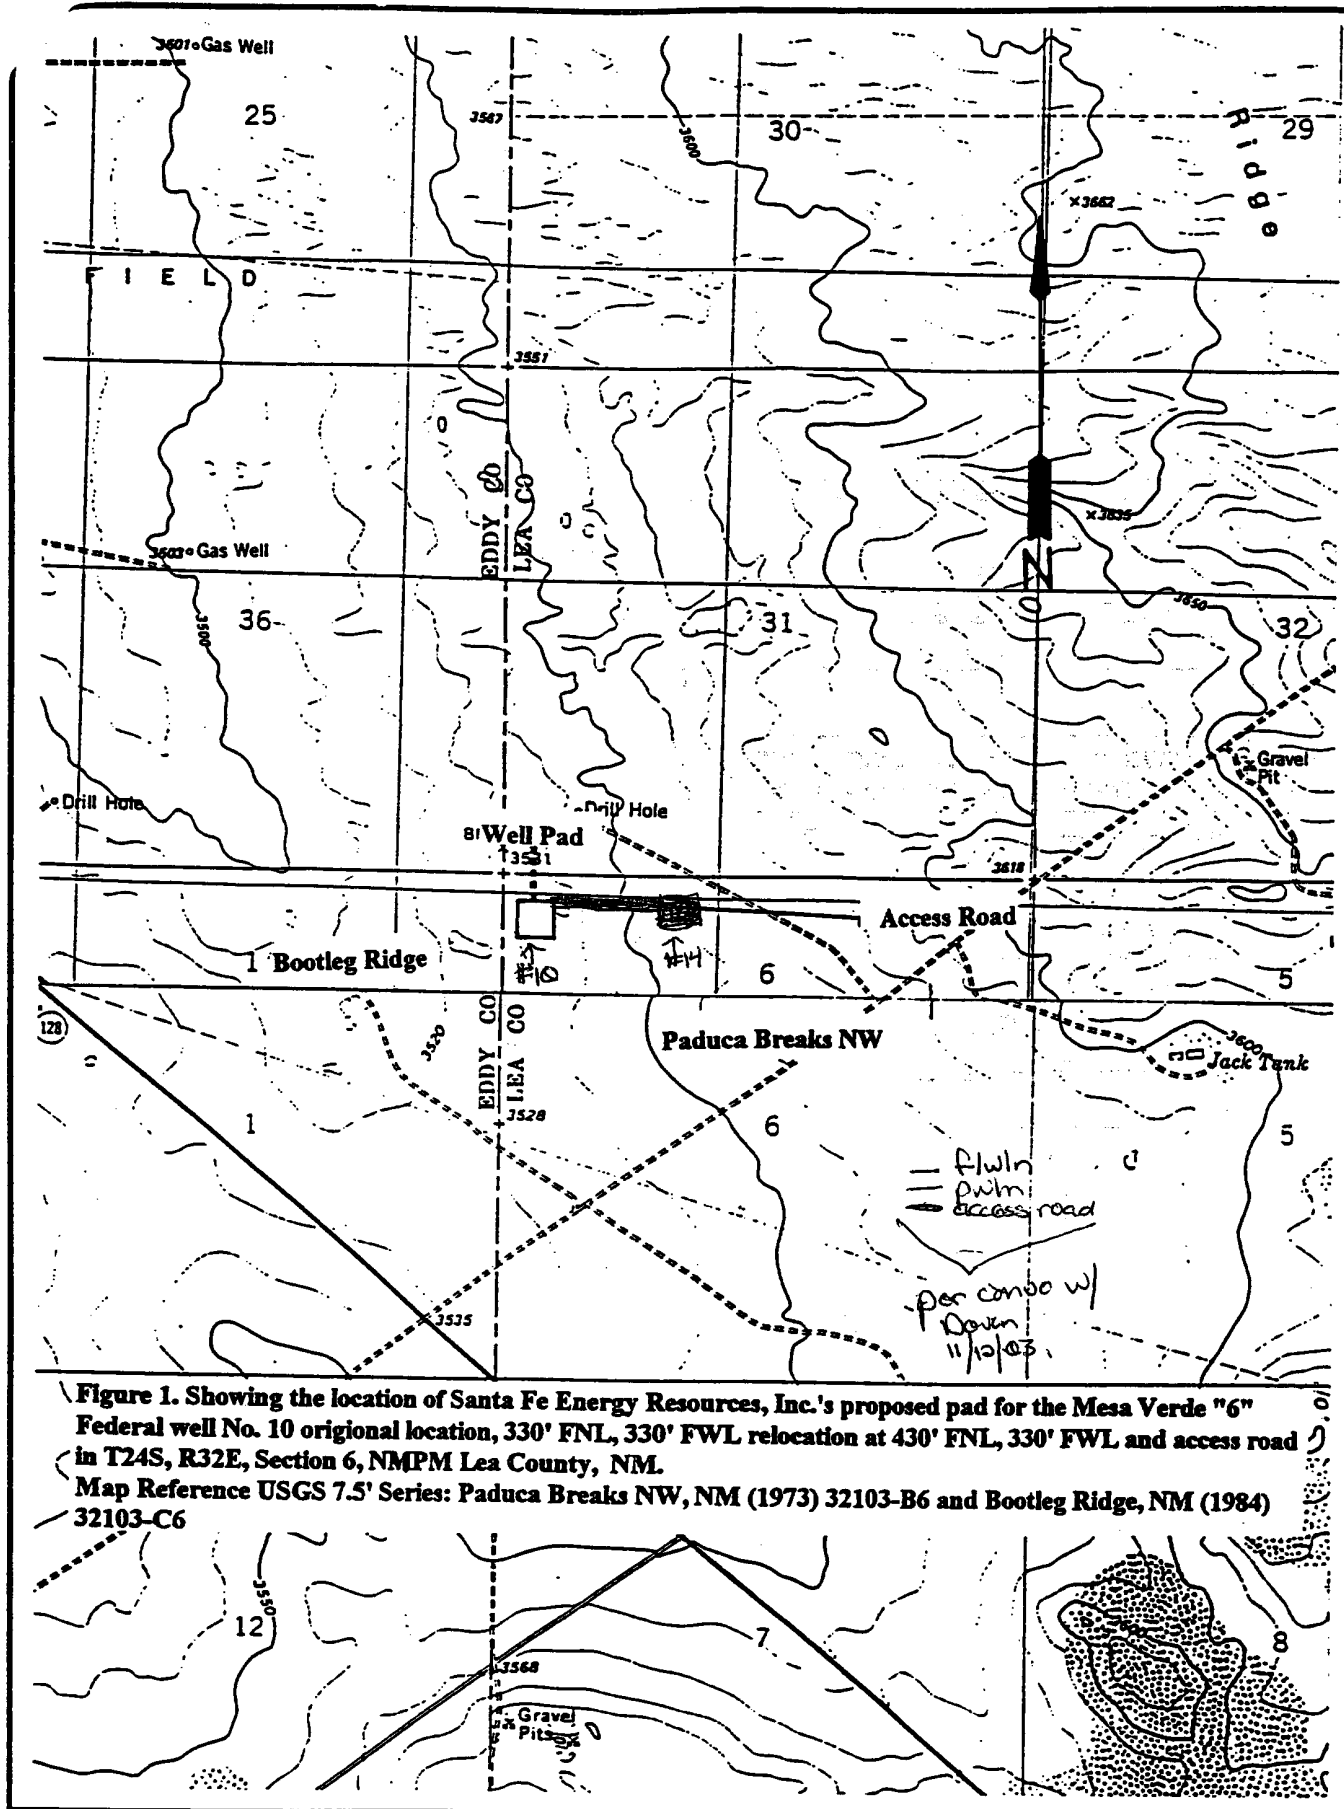 3601 Gas Well
25
3567
3600
30
29
Ridge
×3662
FIELD
3551
EDDY CO
LEA CO
×3635
3603 Gas Well
N
3500
36
31
3650
32
Gravel
Pit
Drill Hole
Drill Hole
Well Pad
3531
3618
Access Road
1 Bootleg Ridge
#
10
#14
6
5
128
3520
EDDY CO
LEA CO
Paduca Breaks NW
3600
Jack Tank
3528
1
6
5
f/wln
pwln
access road
per convo w/
11/12/03
3535
Figure 1. Showing the location of Santa Fe Energy Resources, Inc.'s proposed pad for the Mesa Verde "6"
Federal well No. 10 origional location, 330' FNL, 330' FWL relocation at 430' FNL, 330' FWL and access road
in T24S, R32E, Section 6, NMPM Lea County, NM.
Map Reference USGS 7.5' Series: Paduca Breaks NW, NM (1973) 32103-B6 and Bootleg Ridge, NM (1984)
32103-C6
3550
12
7
3600
8
3568
Gravel
Pits